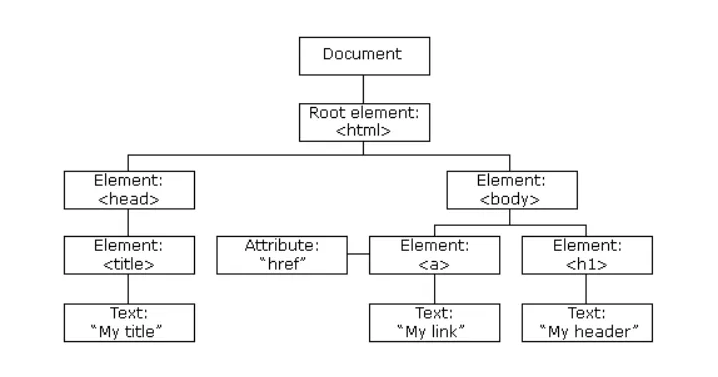 Document
Root element:
<html>
Element:
<head>
Element:
<body>
Element:
<title>
Attribute:
“href”
Element:
<a>
Element:
<h1>
Text:
“My title”
Text:
“My link”
Text:
“My header”